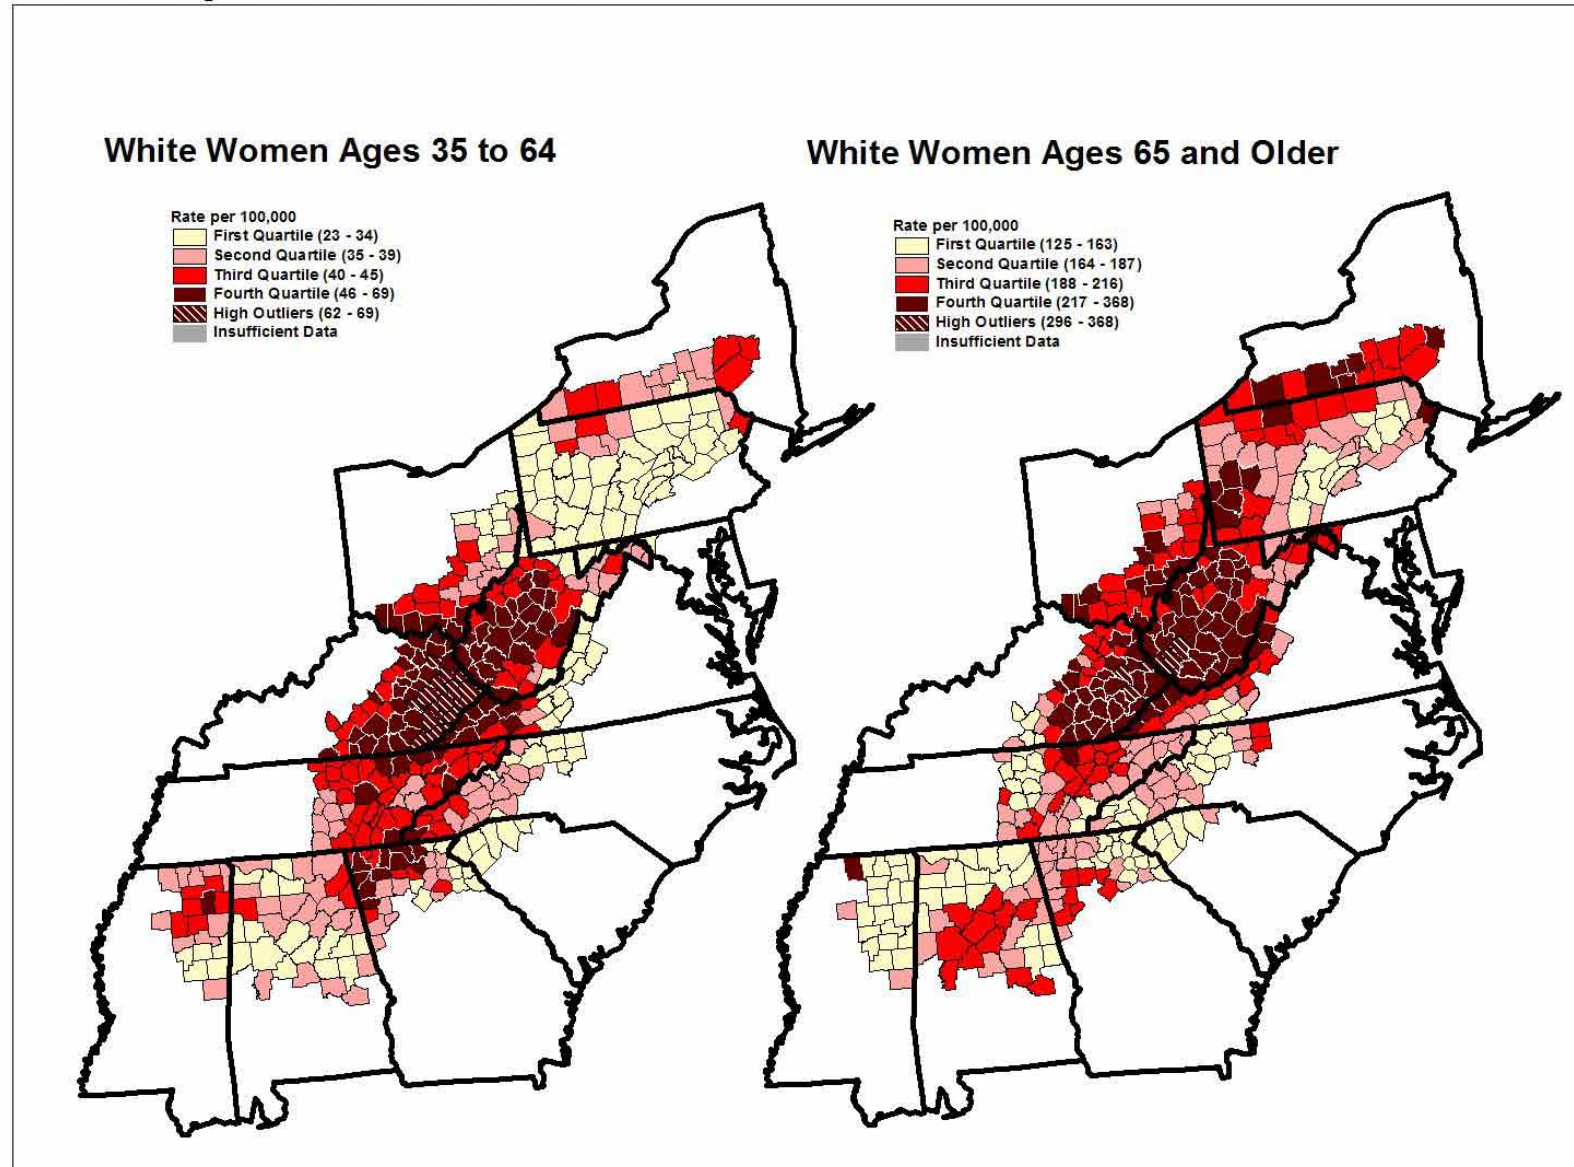 White Women Ages 35 to 64
Rate per 100,000
First Quartile (23 - 34)
Second Quartile (35 - 39)
Third Quartile (40 - 45)
Fourth Quartile (46 - 69)
High Outliers (62 - 69)
Insufficient Data
White Women Ages 65 and Older
Rate per 100,000
First Quartile (125 - 163)
Second Quartile (164 - 187)
Third Quartile (188 - 216)
Fourth Quartile (217 - 368)
High Outliers (296 - 368)
Insufficient Data